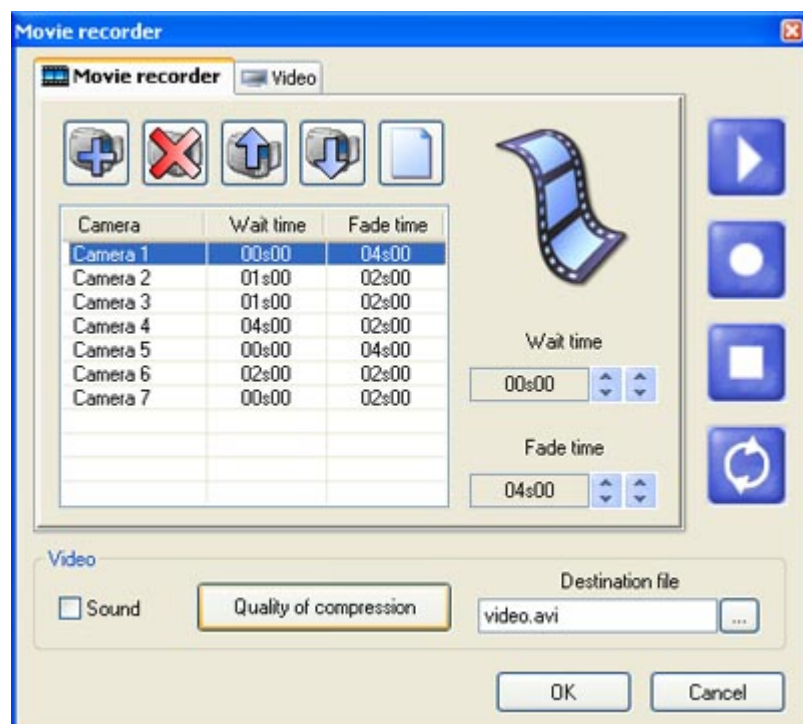 Movie recorder
Movie recorder Video
Camera Wait time Fade time
Camera 1 00s00 04s00
Camera 2 01s00 02s00
Camera 3 01s00 02s00
Camera 4 04s00 02s00
Camera 5 00s00 04s00
Camera 6 02s00 02s00
Camera 7 00s00 02s00
Wait time
00s00
Fade time
04s00
Video
Sound
Quality of compression
Destination file
video.avi ...
OK Cancel